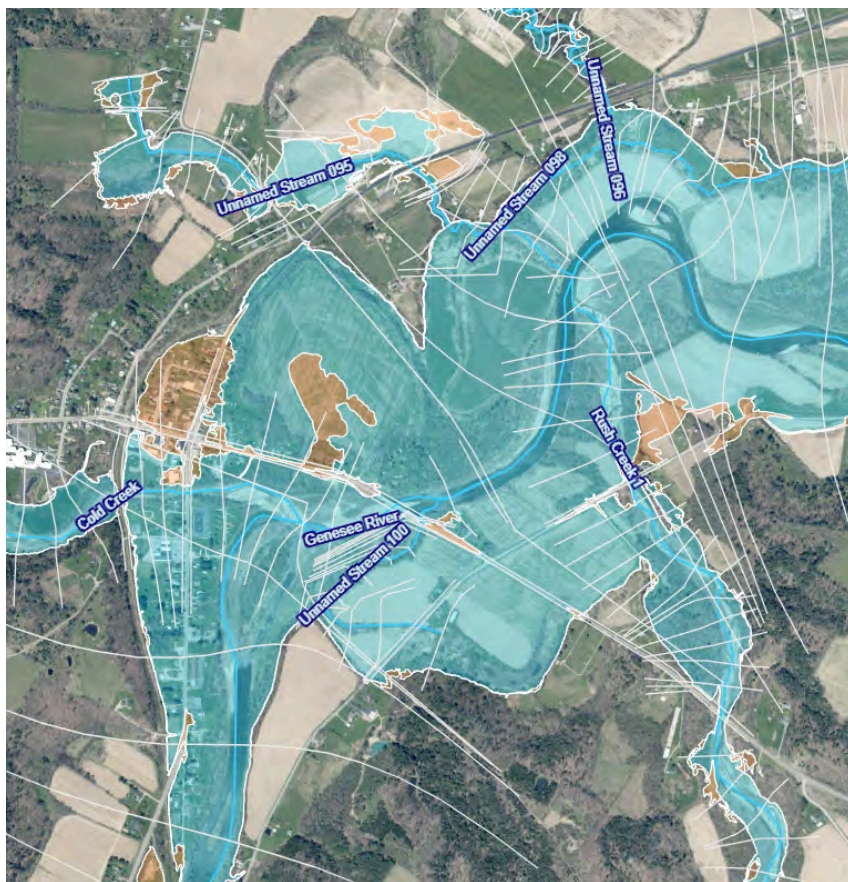 Unnamed Stream 096
Unnamed Stream 095
Unnamed Stream 098
Rush Creek 1
Cold Creek
Genesee River
Unnamed Stream 100